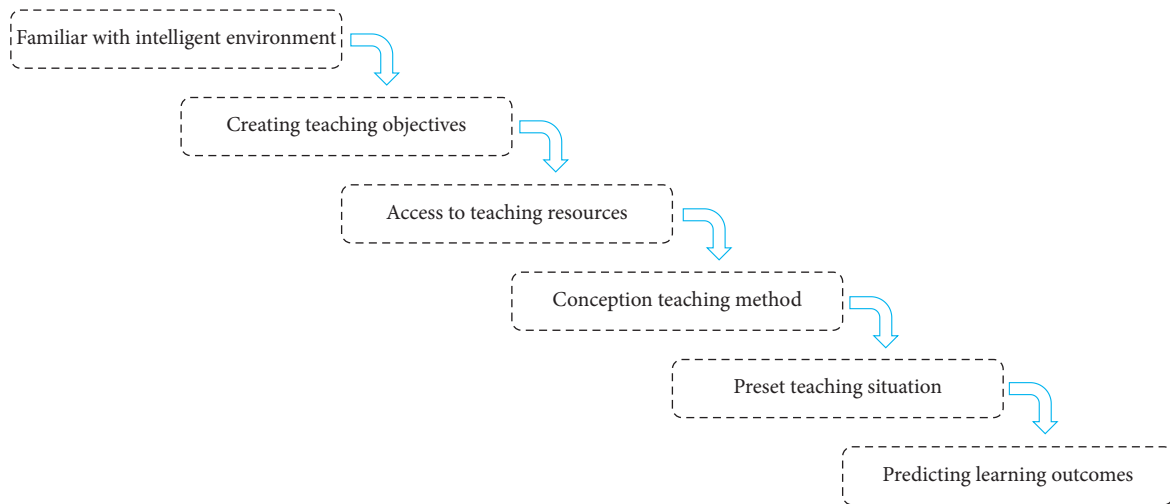 Familiar with intelligent environment
Creating teaching objectives
Access to teaching resources
Conception teaching method
Preset teaching situation
Predicting learning outcomes